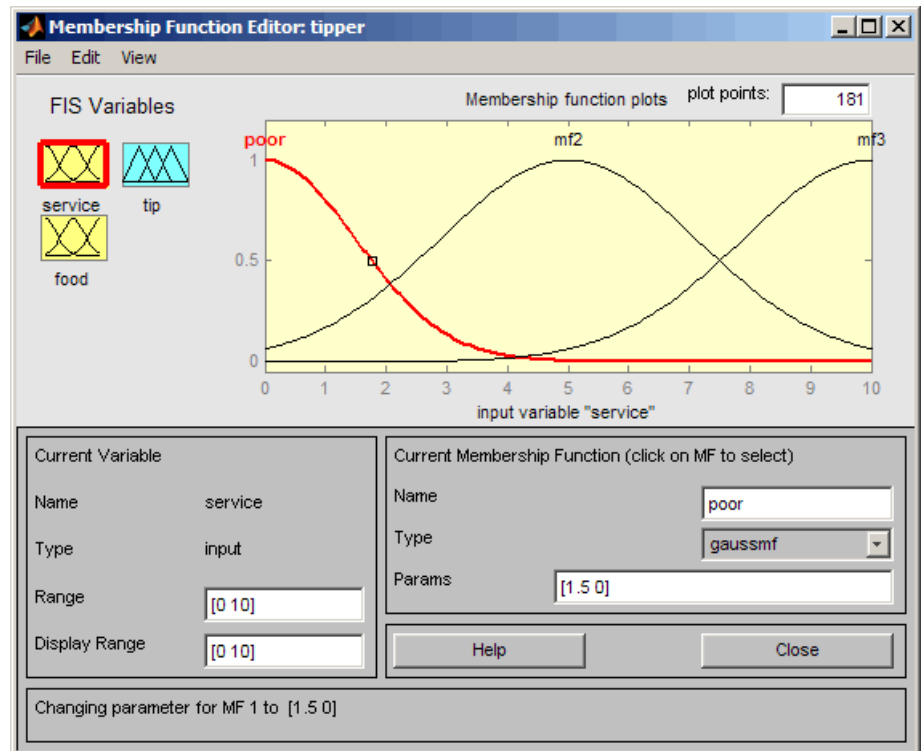 Membership Function Editor: tipper
File Edit View
FIS Variables
Membership function plots plot points: 181
service tip
food
poor mf2 mf3
1
0.5
0
0 1 2 3 4 5 6 7 8 9 10
input variable "service"
Current Variable
Name service
Type input
Range [0 10]
Display Range [0 10]
Current Membership Function (click on MF to select)
Name poor
Type gaussmf
Params [1.5 0]
Help Close
Changing parameter for MF 1 to [1.5 0]